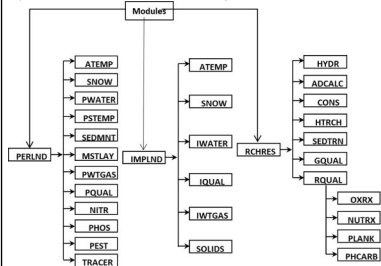 Modules
PERLND
ATEMP
SNOW
PWATER
PSTEMP
SEDMNT
MSTLAY
PWTGAS
PQUAL
NITR
PHOS
PEST
TRACER
IMPLND
ATEMP
SNOW
IWATER
IQUAL
IWTGAS
SOLIDS
RCHRES
HYDR
ADCALC
CONS
HTRCH
SEDTRN
GQUAL
RQUAL
OXRX
NUTRX
PLANK
PHCARB